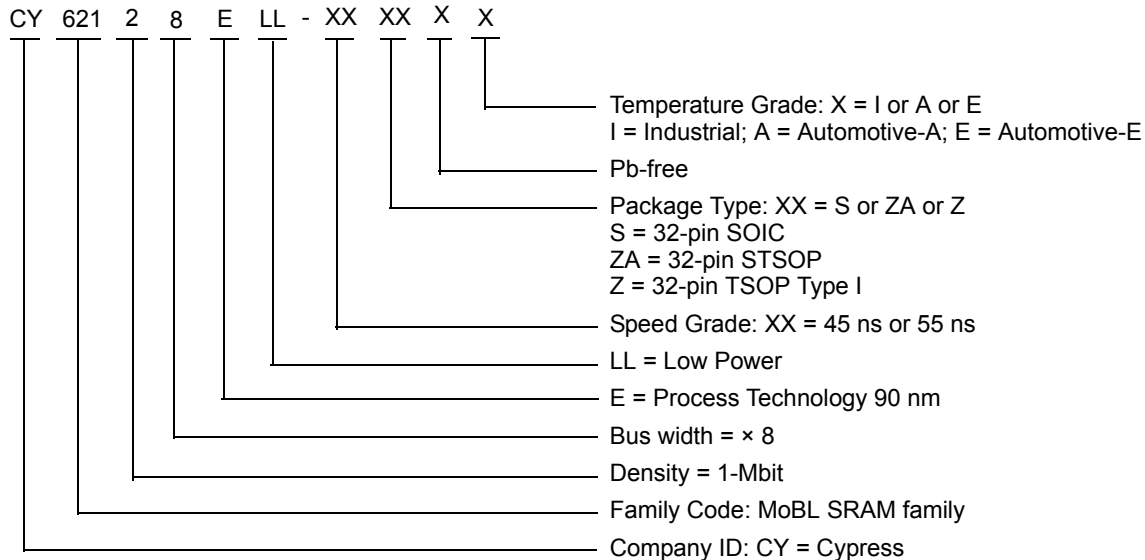 CY 621 2 8 E LL - XX XX X X
Temperature Grade: X = I or A or E
I = Industrial; A = Automotive-A; E = Automotive-E
Pb-free
Package Type: XX = S or ZA or Z
S = 32-pin SOIC
ZA = 32-pin STSOP
Z = 32-pin TSOP Type I
Speed Grade: XX = 45 ns or 55 ns
LL = Low Power
E = Process Technology 90 nm
Bus width = × 8
Density = 1-Mbit
Family Code: MoBL SRAM family
Company ID: CY = Cypress